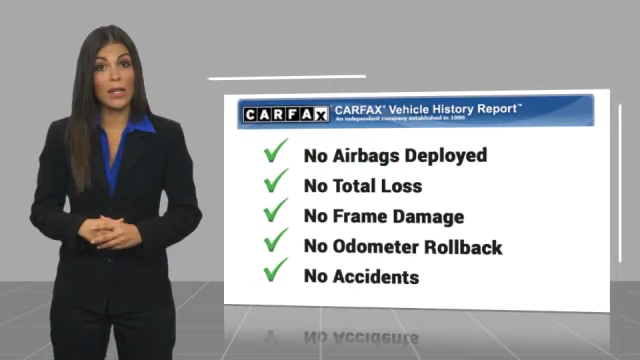 CARFAX CARFAX® Vehicle History Report™
An independent company established in 1986
No Airbags Deployed
No Total Loss
No Frame Damage
No Odometer Rollback
No Accidents